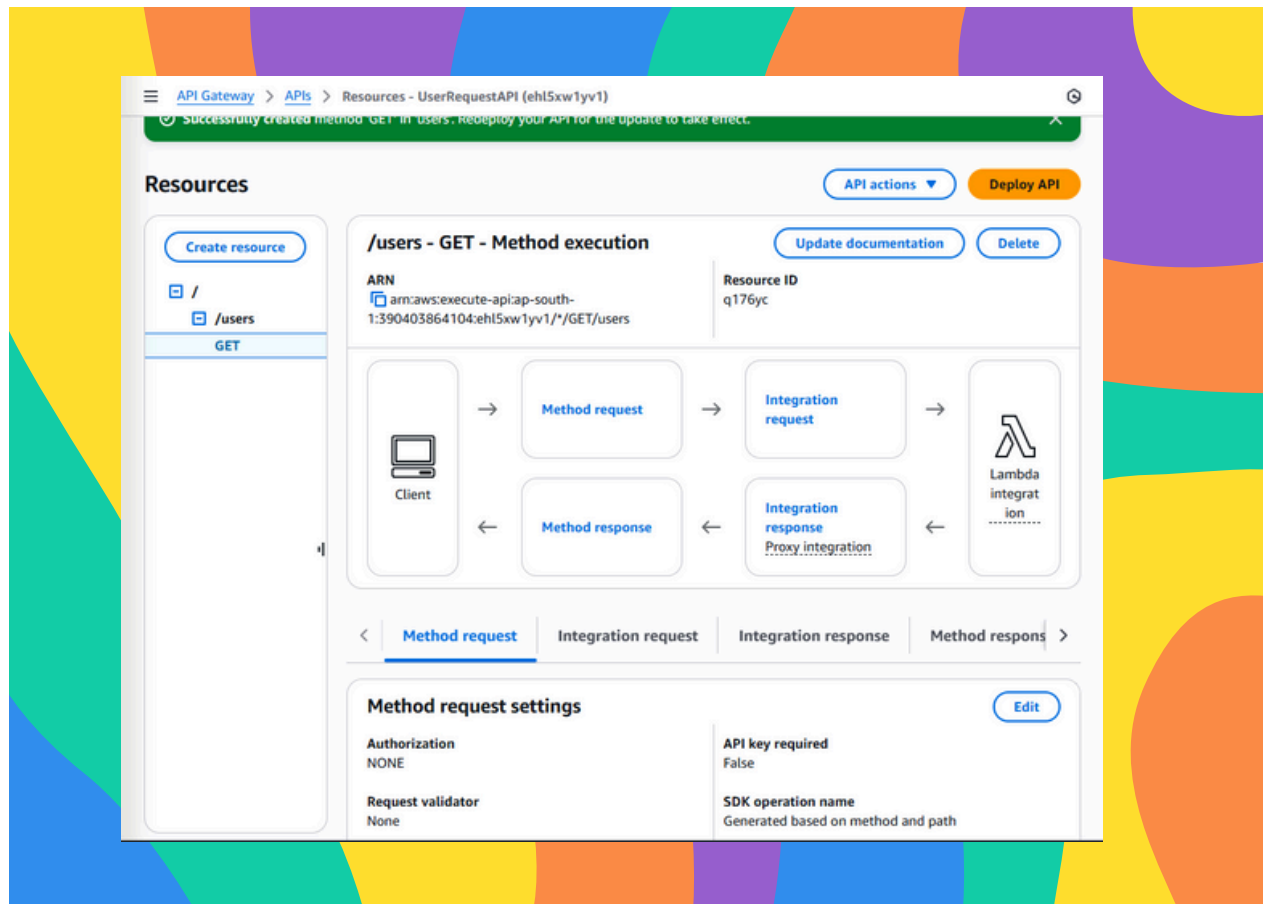 API Gateway > APIs > Resources - UserRequestAPI (ehl5xw1yv1)
Successfully created method 'GET' in 'users'. Redeploy your API for the update to take effect.
Resources
API actions
Deploy API
Create resource
/
/users
GET
/users - GET - Method execution
Update documentation
Delete
ARN
arn:aws:execute-api:ap-south-
1:390403864104:ehl5xw1yv1/*/GET/users
Resource ID
q176yc
Client
Method request
Integration
request
Lambda
integrat
ion
Method response
Integration
response
Proxy integration
Method request
Integration request
Integration response
Method respons
Method request settings
Edit
Authorization
NONE
API key required
False
Request validator
None
SDK operation name
Generated based on method and path